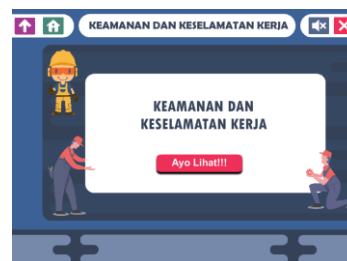 KEAMANAN DAN KESELAMATAN KERJA
KEAMANAN DAN
KESELAMATAN KERJA
Ayo Lihat!!!